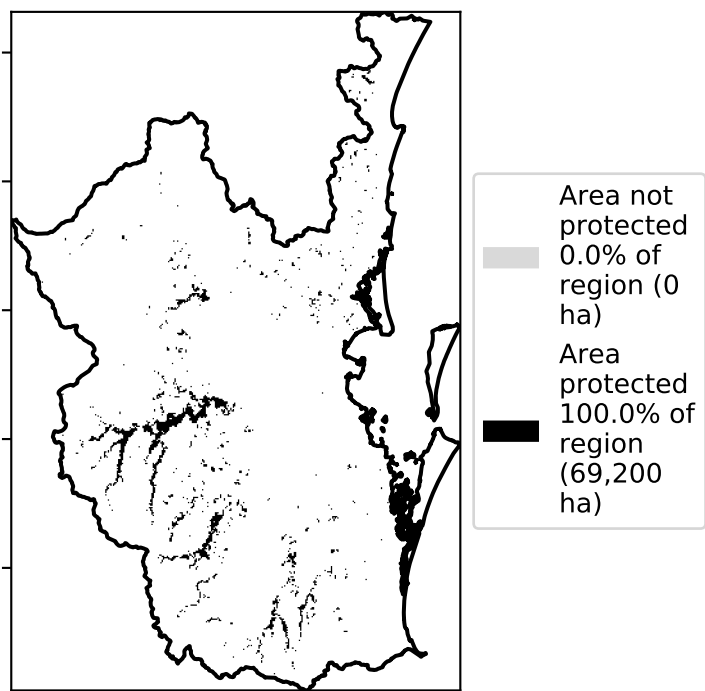 Area not
protected
0.0% of
region (0
ha)
Area
protected
100.0% of
region
(69,200
ha)